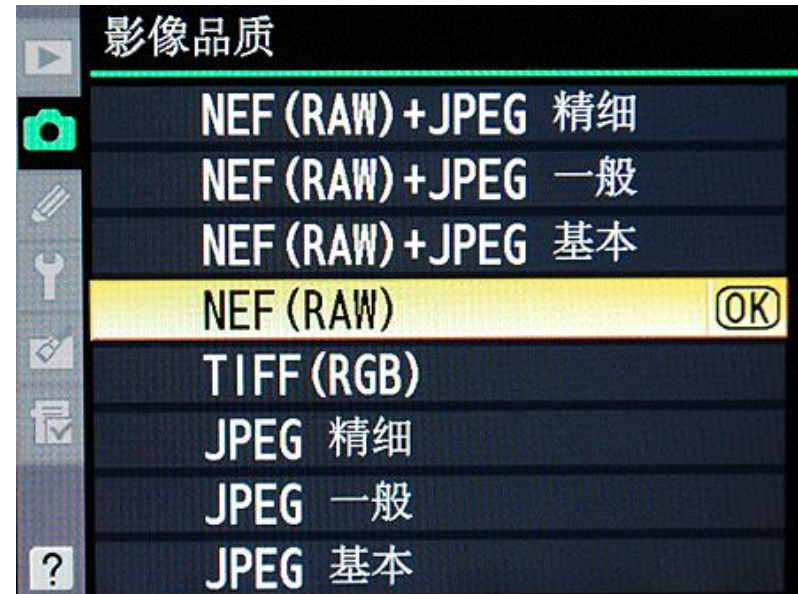 影像品质
NEF(RAW)+JPEG 精细
NEF(RAW)+JPEG 一般
NEF(RAW)+JPEG 基本
NEF(RAW) OK
TIFF(RGB)
JPEG 精细
JPEG 一般
JPEG 基本
?